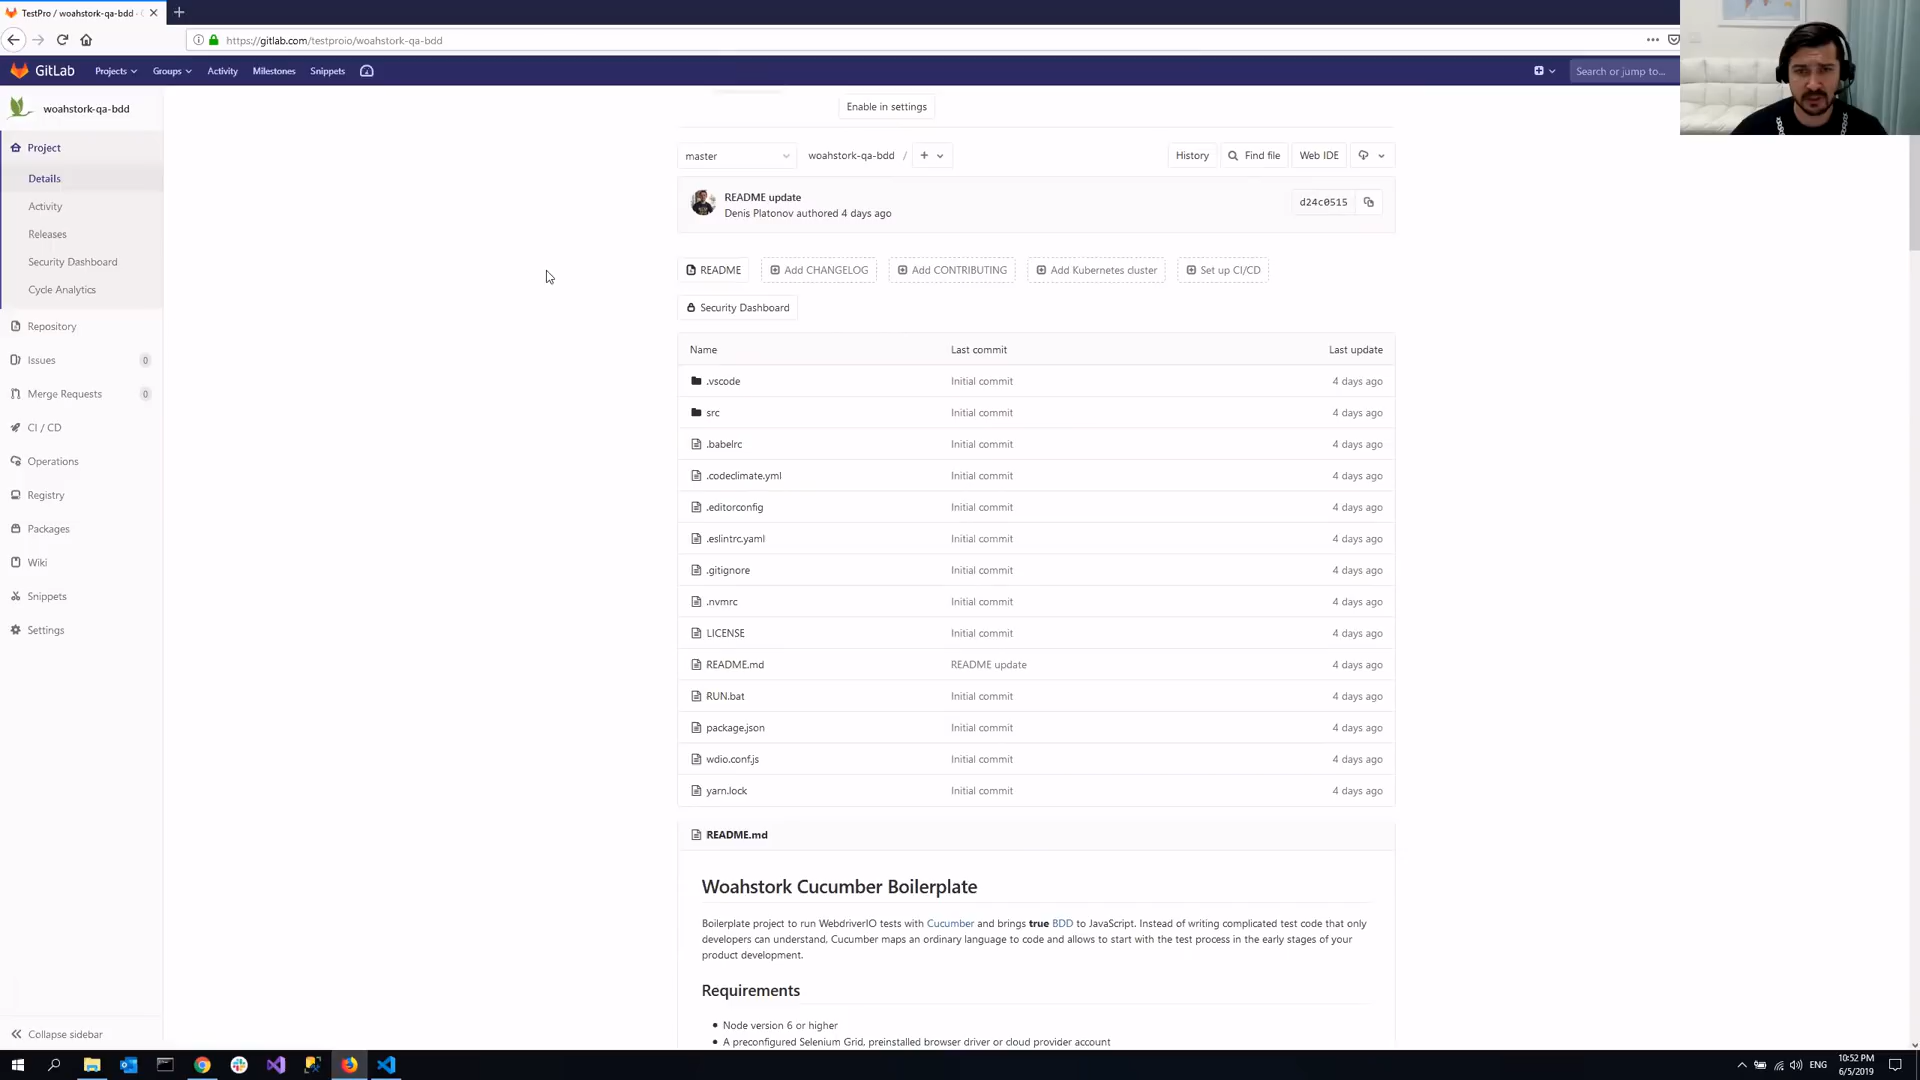 TestPro / woahstork-qa-bdd
https://gitlab.com/testproio/woahstork-qa-bdd
GitLab Projects Groups Activity Milestones Snippets Search or jump to...
woahstork-qa-bdd
Project
Details
Activity
Releases
Security Dashboard
Cycle Analytics
Repository
Issues 0
Merge Requests 0
CI / CD
Operations
Registry
Packages
Wiki
Snippets
Settings
Collapse sidebar
Enable in settings
master woahstork-qa-bdd / + History Find file Web IDE
README update
Denis Platonov authored 4 days ago
d24c0515
README Add CHANGELOG Add CONTRIBUTING Add Kubernetes cluster Set up CI/CD
Security Dashboard
Name Last commit Last update
.vscode Initial commit 4 days ago
src Initial commit 4 days ago
.babelrc Initial commit 4 days ago
.codeclimate.yml Initial commit 4 days ago
.editorconfig Initial commit 4 days ago
.eslintrc.yaml Initial commit 4 days ago
.gitignore Initial commit 4 days ago
.nvmrc Initial commit 4 days ago
LICENSE Initial commit 4 days ago
README.md README update 4 days ago
RUN.bat Initial commit 4 days ago
package.json Initial commit 4 days ago
wdio.conf.js Initial commit 4 days ago
yarn.lock Initial commit 4 days ago
README.md
Woahstork Cucumber Boilerplate
Boilerplate project to run WebdriverIO tests with Cucumber and brings true BDD to JavaScript. Instead of writing complicated test code that only
developers can understand, Cucumber maps an ordinary language to code and allows to start with the test process in the early stages of your
product development.
Requirements
Node version 6 or higher
A preconfigured Selenium Grid, preinstalled browser driver or cloud provider account
ENG
10:52 PM
6/5/2019